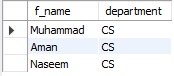 f_name department
Muhammad CS
Aman CS
Naseem CS